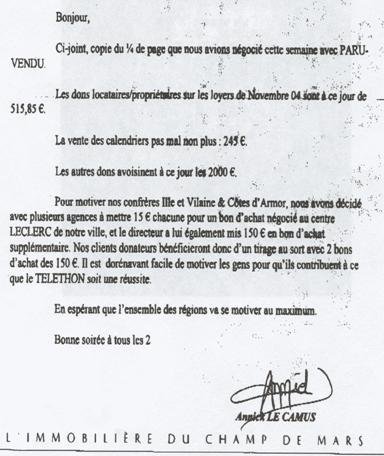 Bonjour,
Ci-joint, copie du ¼ de page que nous avions négocié cette semaine avec PARU-
VENDU.
Les dons locataires/propriétaires sur les loyers de Novembre 04 sont à ce jour de
515,85 €.
La vente des calendriers pas mal non plus : 245 €.
Les autres dons avoisinent à ce jour les 2000 €.
Pour motiver nos confrères Ille et Vilaine & Côtes d'Armor, nous avons décidé
avec plusieurs agences à mettre 15 € chacune pour un bon d'achat négocié au centre
LECLERC de notre ville, et le directeur a lui également mis 150 € en bon d'achat
supplémentaire. Nos clients donateurs bénéficieront donc d'un tirage au sort avec 2 bons
d'achat des 150 €. Il est dorénavant facile de motiver les gens pour qu'ils contribuent à ce
que le TELETHON soit une réussite.
En espérant que l'ensemble des régions va se motiver au maximum.
Bonne soirée à tous les 2
Annick
Annick LE CAMUS
L'IMMOBILIÈRE DU CHAMP DE MARS